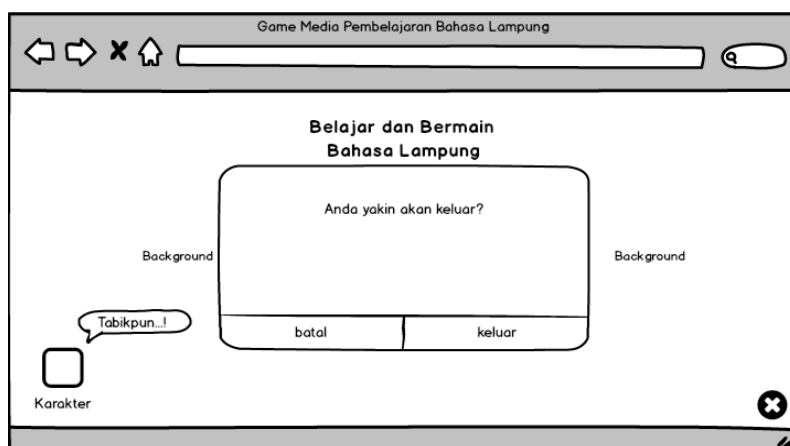 Game Media Pembelajaran Bahasa Lampung
Belajar dan Bermain
Bahasa Lampung
Anda yakin akan keluar?
Background
Background
Tabikpun...!
batal
keluar
Karakter